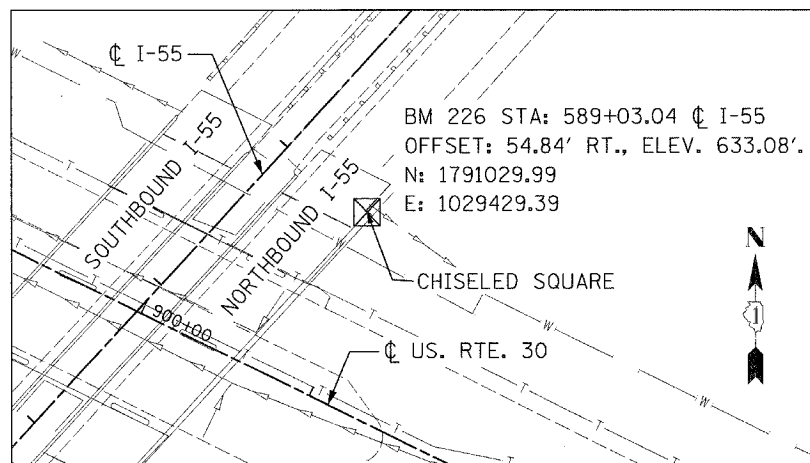 ℄ I-55
BM 226 STA: 589+03.04 ℄ I-55
OFFSET: 54.84' RT., ELEV. 633.08'.
N: 1791029.99
E: 1029429.39
SOUTHBOUND I-55
NORTHBOUND I-55
CHISELED SQUARE
N
1
900+00
℄ US. RTE. 30
W
W
W
W
W
W
T
T
T
T
T
T
T
T
T
T